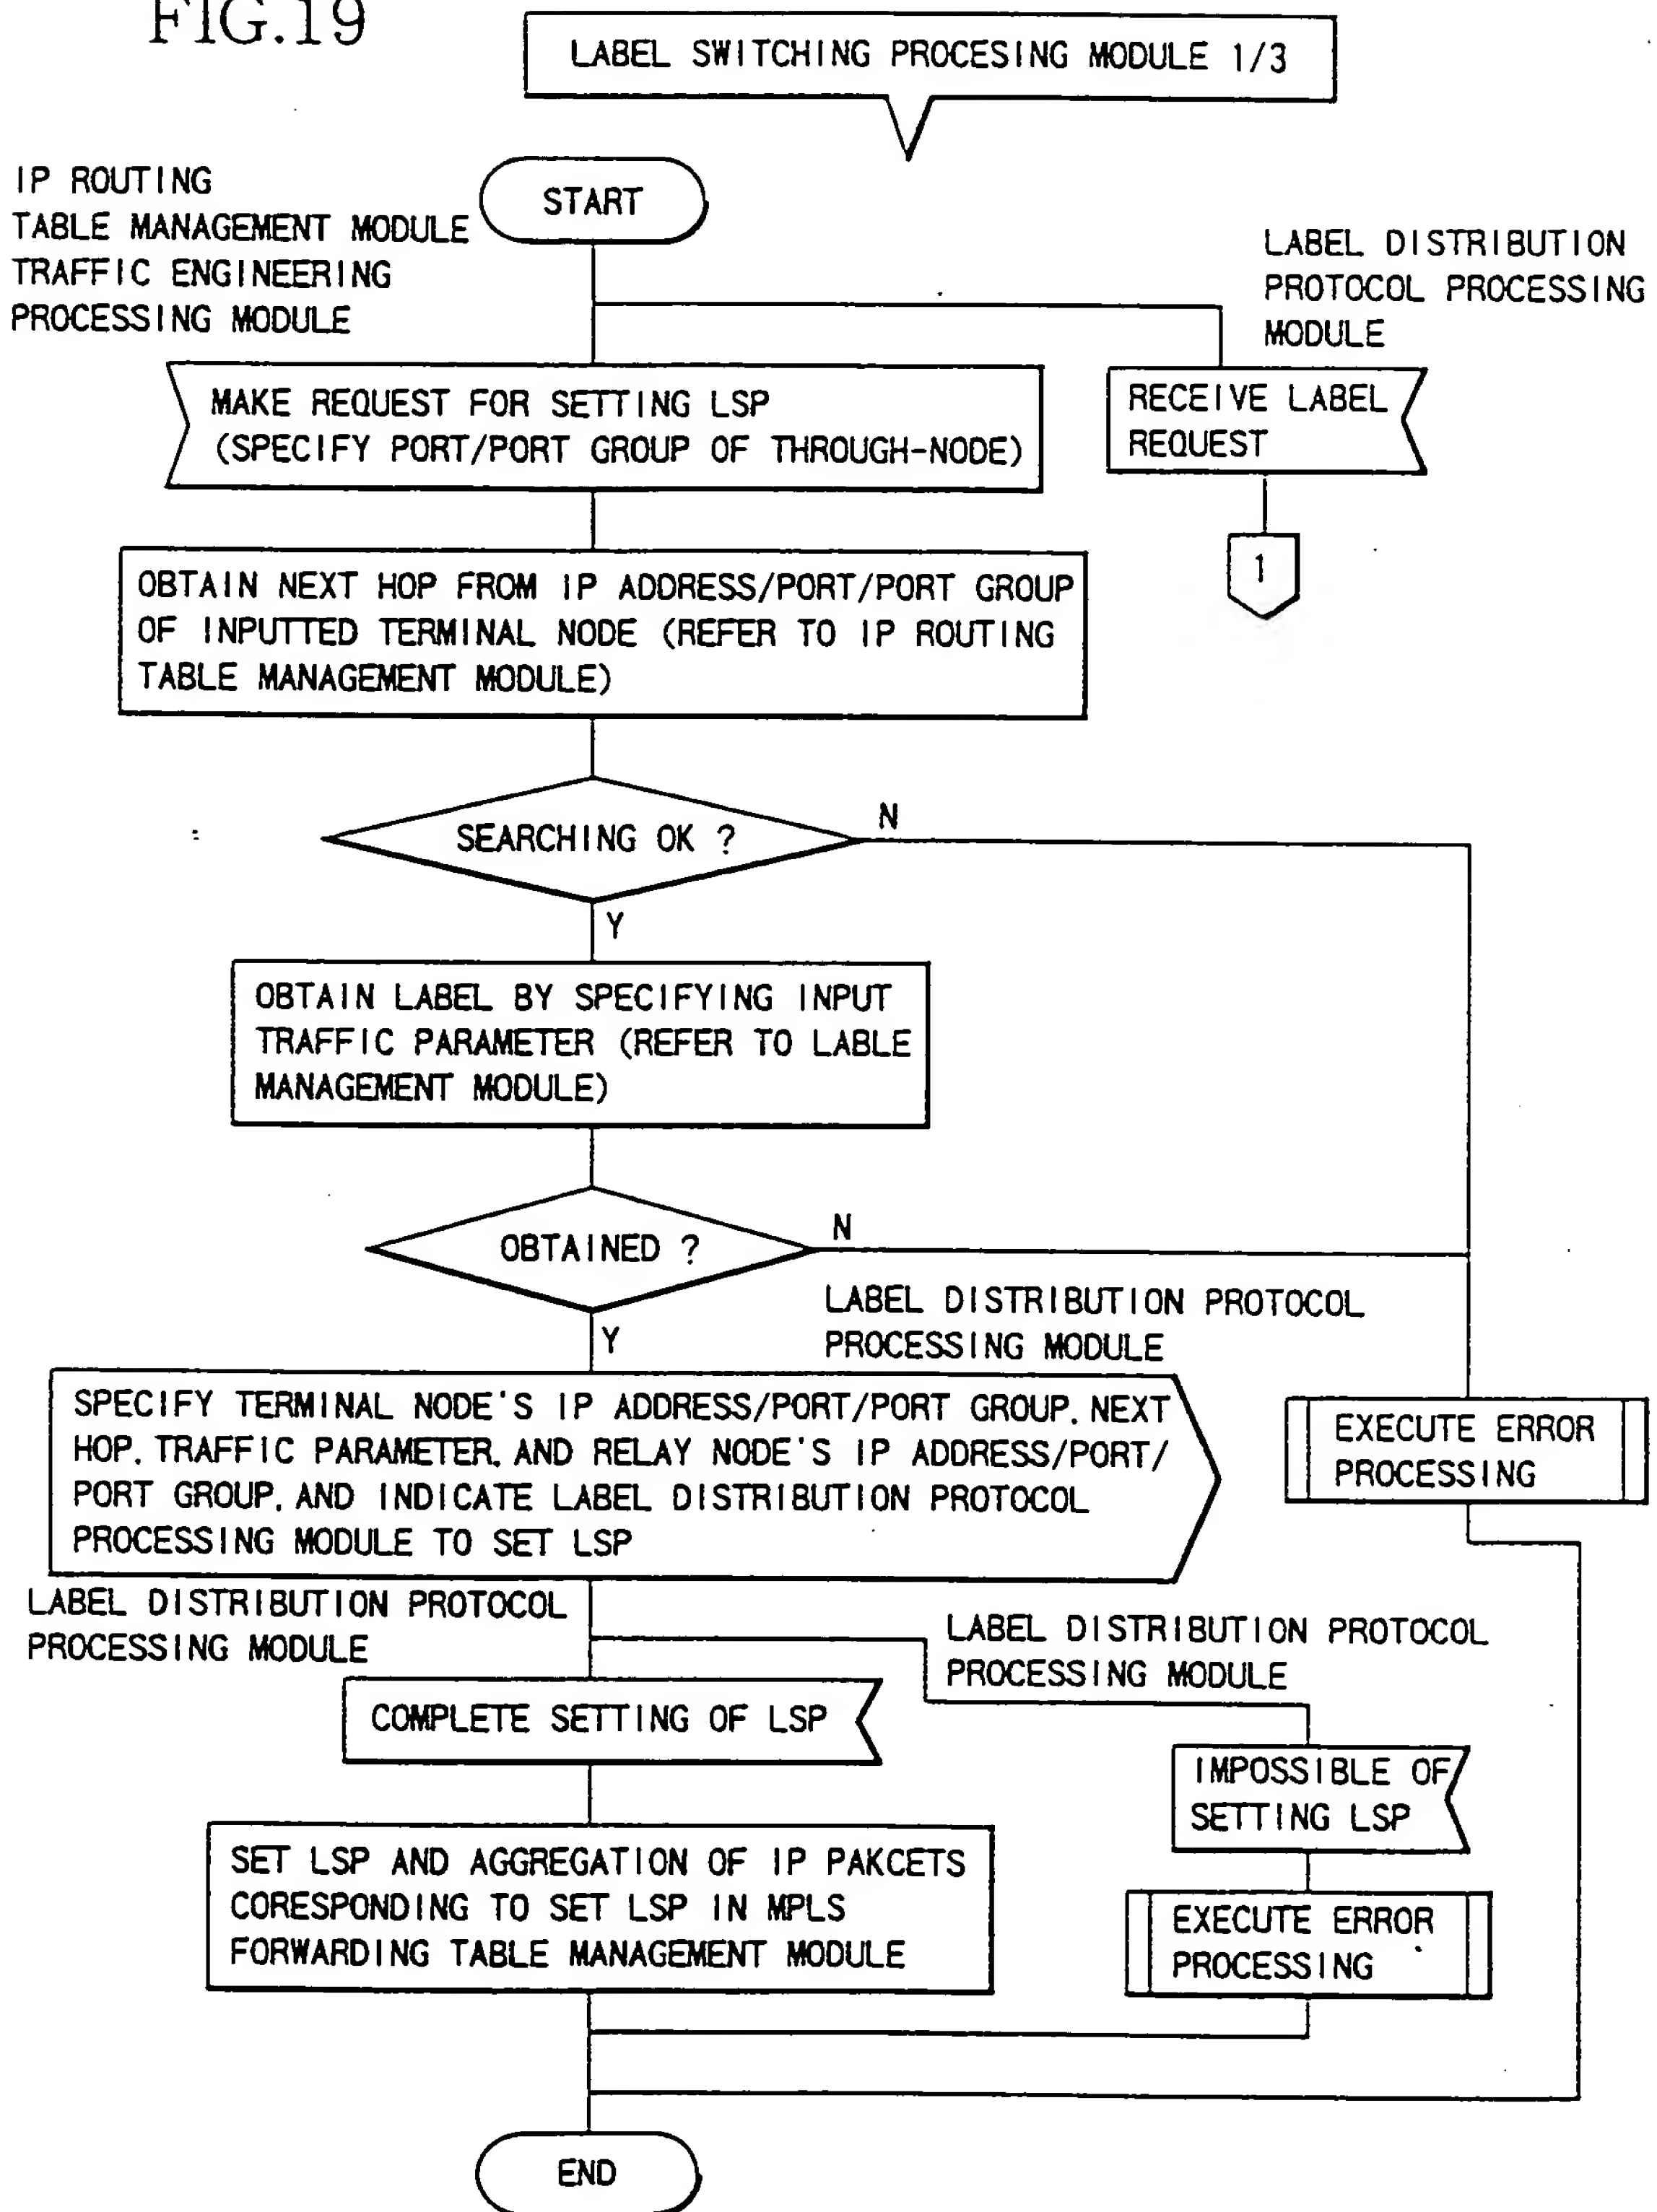 FIG.19
LABEL SWITCHING PROCESING MODULE 1/3
IP ROUTING
TABLE MANAGEMENT MODULE
TRAFFIC ENGINEERING
PROCESSING MODULE
START
LABEL DISTRIBUTION
PROTOCOL PROCESSING
MODULE
MAKE REQUEST FOR SETTING LSP
(SPECIFY PORT/PORT GROUP OF THROUGH-NODE)
RECEIVE LABEL
REQUEST
1
OBTAIN NEXT HOP FROM IP ADDRESS/PORT/PORT GROUP
OF INPUTTED TERMINAL NODE (REFER TO IP ROUTING
TABLE MANAGEMENT MODULE)
SEARCHING OK ?
N
Y
OBTAIN LABEL BY SPECIFYING INPUT
TRAFFIC PARAMETER (REFER TO LABLE
MANAGEMENT MODULE)
OBTAINED ?
N
Y
LABEL DISTRIBUTION PROTOCOL
PROCESSING MODULE
SPECIFY TERMINAL NODE'S IP ADDRESS/PORT/PORT GROUP, NEXT
HOP, TRAFFIC PARAMETER, AND RELAY NODE'S IP ADDRESS/PORT/
PORT GROUP, AND INDICATE LABEL DISTRIBUTION PROTOCOL
PROCESSING MODULE TO SET LSP
EXECUTE ERROR
PROCESSING
LABEL DISTRIBUTION PROTOCOL
PROCESSING MODULE
LABEL DISTRIBUTION PROTOCOL
PROCESSING MODULE
COMPLETE SETTING OF LSP
IMPOSSIBLE OF
SETTING LSP
SET LSP AND AGGREGATION OF IP PAKCETS
CORESPONDING TO SET LSP IN MPLS
FORWARDING TABLE MANAGEMENT MODULE
EXECUTE ERROR
PROCESSING
END